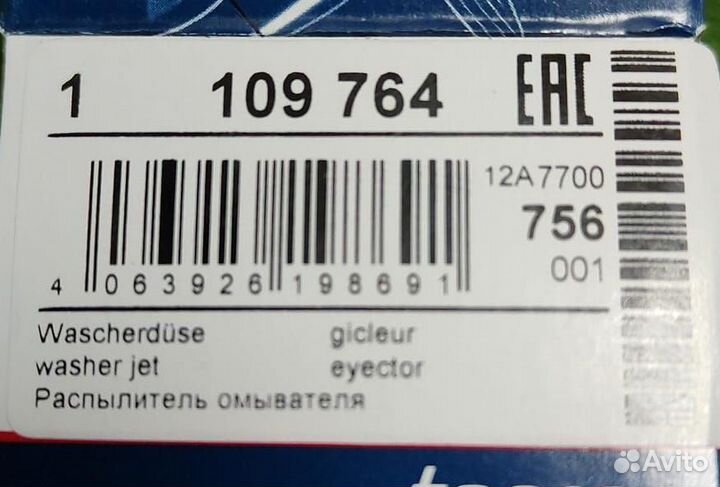 1 109 764 EAC
12A7700
756
001
4 063926 198691
Wascherdüse gicleur
washer jet eyector
Распылитель омывателя
Avito